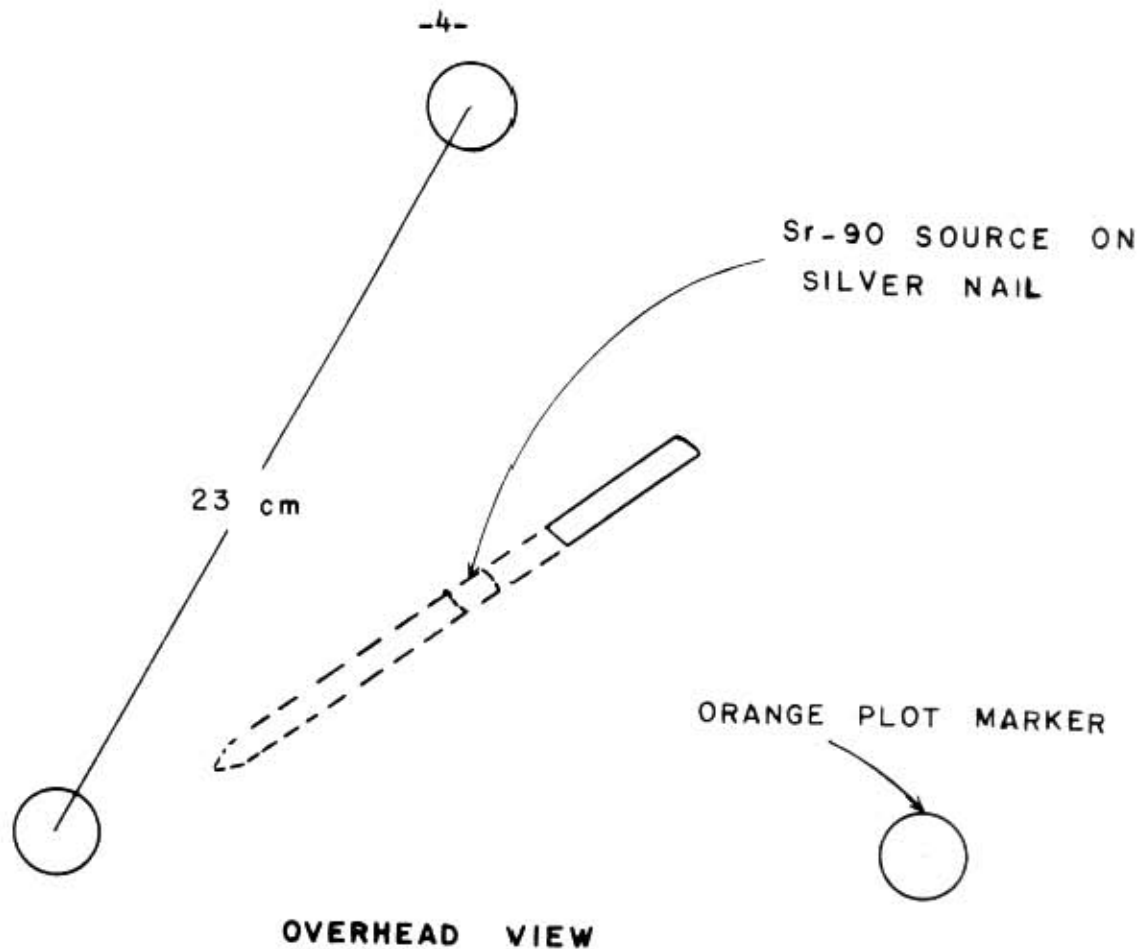 -4-
Sr-90 SOURCE ON
SILVER NAIL
23 cm
ORANGE PLOT MARKER
OVERHEAD VIEW